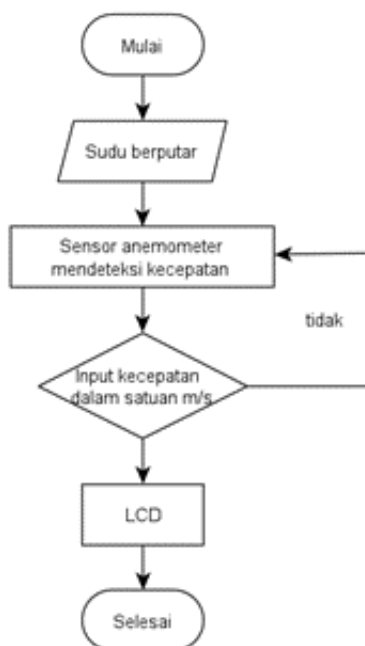 Mulai
Sudu berputar
Sensor anemometer
mendeteksi kecepatan
tidak
Input kecepatan
dalam satuan m/s
LCD
Selesai